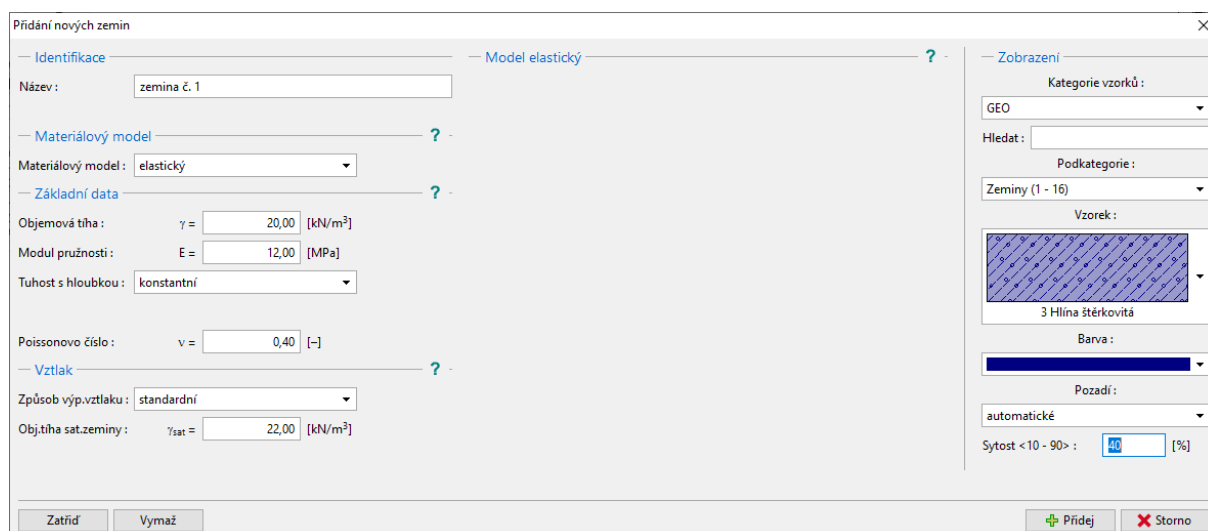 Přidání nových zemin
Identifikace
Název :
zemina č. 1
Materiálový model
?
Materiálový model :
elastický
Základní data
?
Objemová tíha :
γ =
20,00
[kN/m³]
Modul pružnosti :
E =
12,00
[MPa]
Tuhost s hloubkou :
konstantní
Poissonovo číslo :
ν =
0,40
[–]
Vztlak
?
Způsob výp.vztlaku :
standardní
Obj.tíha sat.zeminy :
γsat =
22,00
[kN/m³]
Model elastický
?
Zobrazení
Kategorie vzorků :
GEO
Hledat :
Podkategorie :
Zeminy (1 - 16)
Vzorek :
3 Hlína štěrkovitá
Barva :
Pozadí :
automatické
Sytost <10 - 90> :
40
[%]
Zatřiď
Vymaž
Přidej
Storno